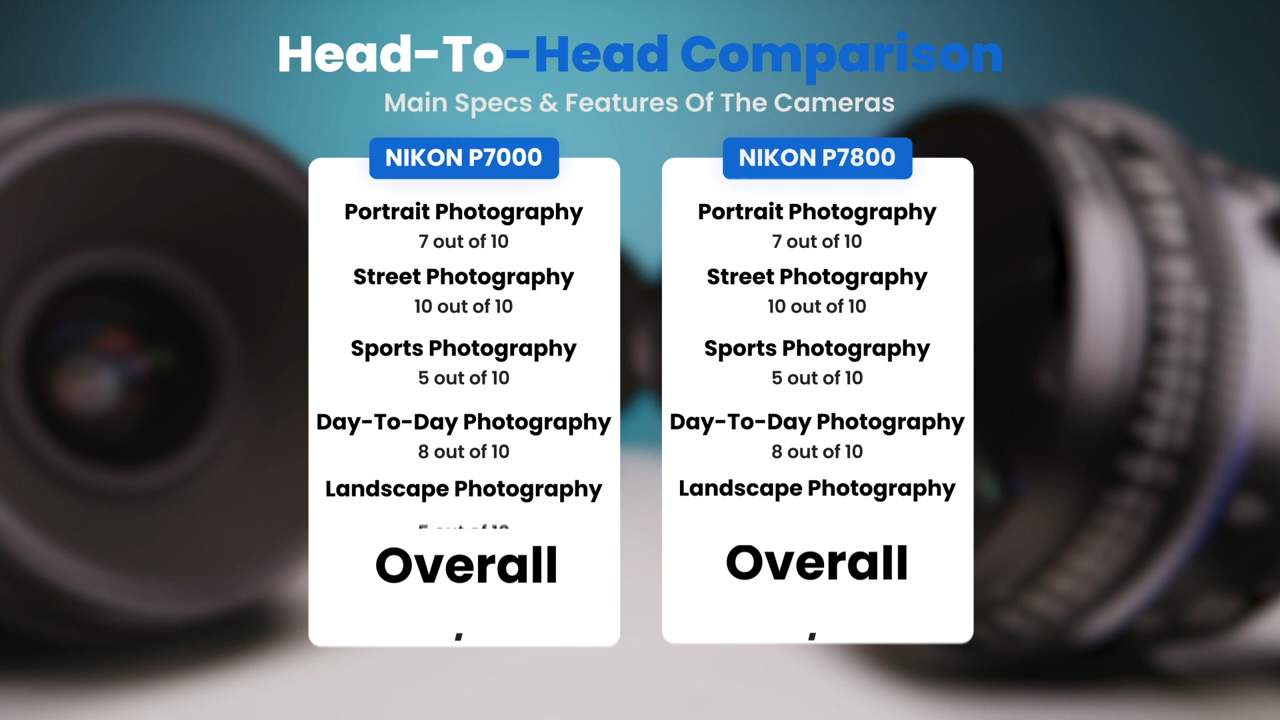 Head-To-Head Comparison
Main Specs & Features Of The Cameras
NIKON P7000
Portrait Photography
7 out of 10
Street Photography
10 out of 10
Sports Photography
5 out of 10
Day-To-Day Photography
8 out of 10
Landscape Photography
Overall
NIKON P7800
Portrait Photography
7 out of 10
Street Photography
10 out of 10
Sports Photography
5 out of 10
Day-To-Day Photography
8 out of 10
Landscape Photography
Overall